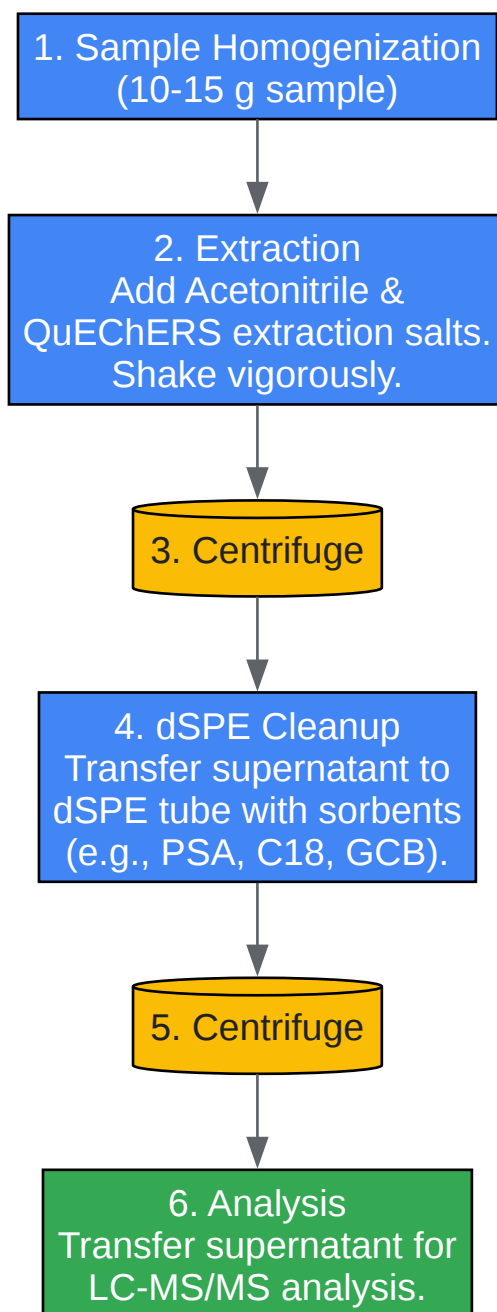 1. Sample Homogenization
(10-15 g sample)
2. Extraction
Add Acetonitrile &
QuEChERS extraction salts.
Shake vigorously.
3. Centrifuge
4. dSPE Cleanup
Transfer supernatant to
dSPE tube with sorbents
(e.g., PSA, C18, GCB).
5. Centrifuge
6. Analysis
Transfer supernatant for
LC-MS/MS analysis.